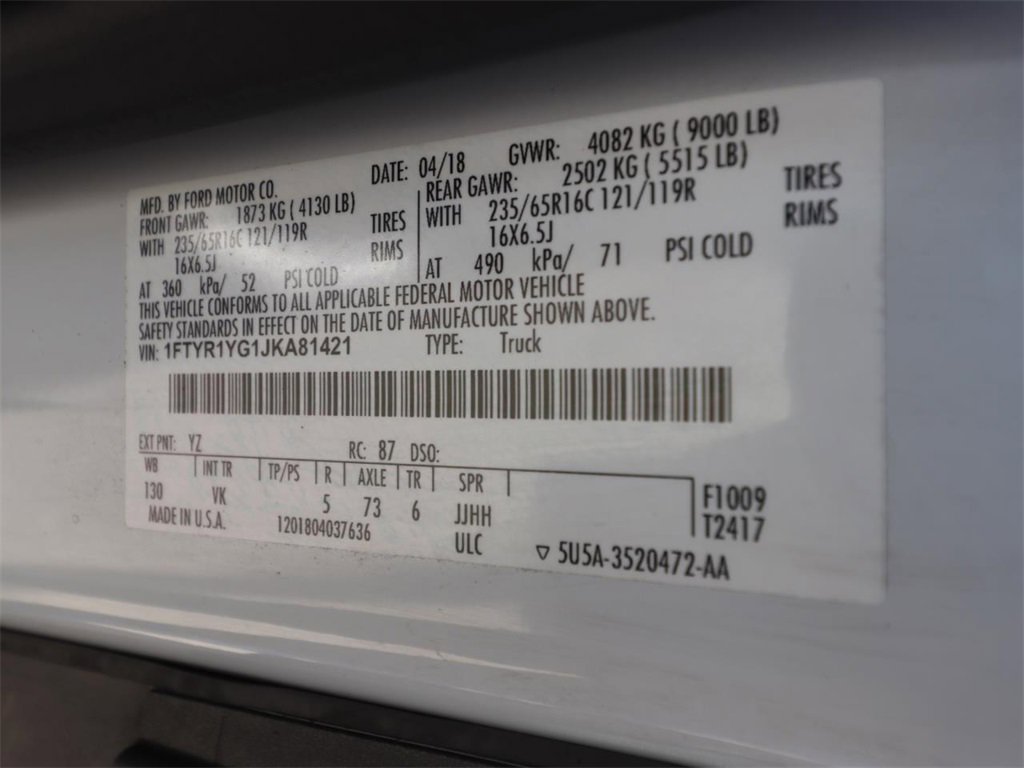 MFD. BY FORD MOTOR CO. DATE: 04/18 GVWR: 4082 KG ( 9000 LB)
FRONT GAWR: 1873 KG ( 4130 LB) REAR GAWR: 2502 KG ( 5515 LB)
WITH 235/65R16C 121/119R TIRES WITH 235/65R16C 121/119R TIRES
16X6.5J RIMS 16X6.5J RIMS
AT 360 kPa/ 52 PSI COLD AT 490 kPa/ 71 PSI COLD
THIS VEHICLE CONFORMS TO ALL APPLICABLE FEDERAL MOTOR VEHICLE
SAFETY STANDARDS IN EFFECT ON THE DATE OF MANUFACTURE SHOWN ABOVE.
VIN: 1FTYR1YG1JKA81421 TYPE: Truck
EXT PNT: YZ RC: 87 DSO:
WB INT TR TP/PS R AXLE TR SPR
130 VK 5 73 6 JJHH F1009
MADE IN U.S.A. 1201804037636 ULC T2417
5U5A-3520472-AA